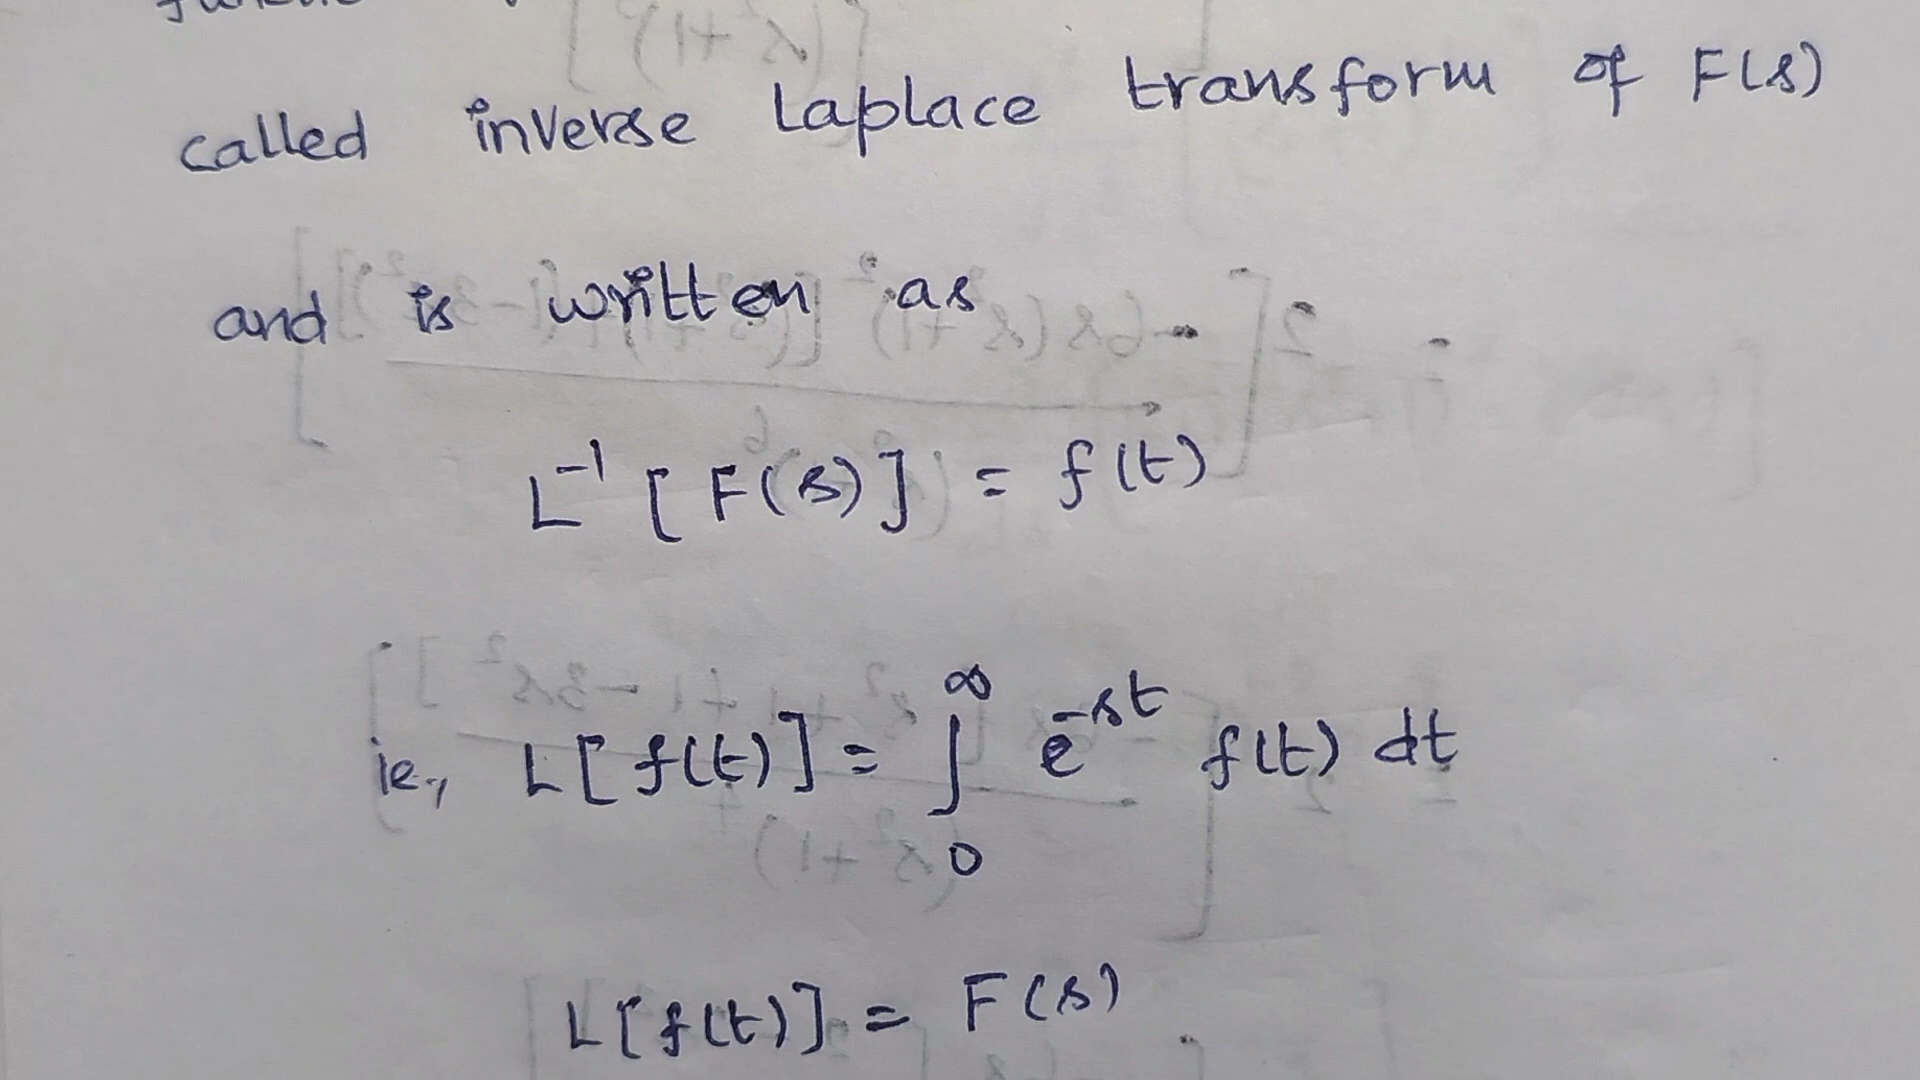 called inverse Laplace transform of F(s)
and is written as
L⁻¹ [F(s)] = f(t)
ie., L[f(t)] = ∫₀^∞ e^-st f(t) dt
L[f(t)] = F(s)